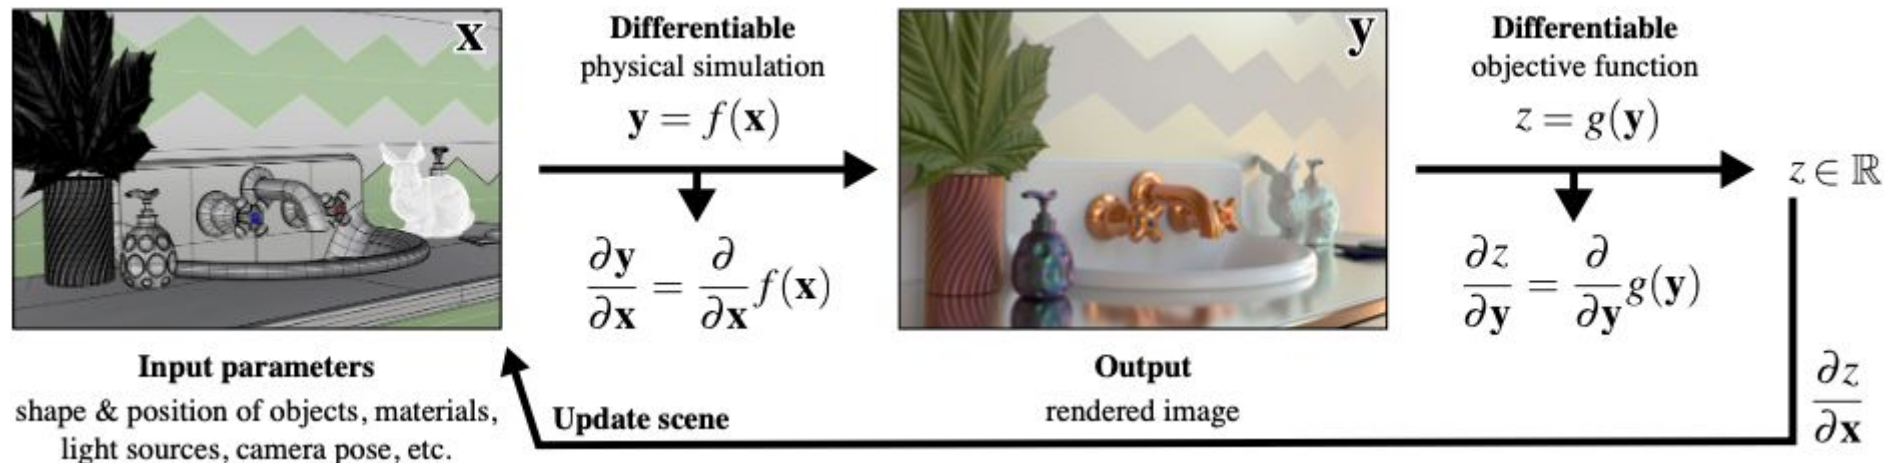 x
Differentiable
physical simulation
y = f(x)
∂y/∂x = ∂/∂x f(x)
y
Differentiable
objective function
z = g(y)
∂z/∂y = ∂/∂y g(y)
z ∈ ℝ
Input parameters
shape & position of objects, materials,
light sources, camera pose, etc.
Output
rendered image
Update scene
∂z/∂x